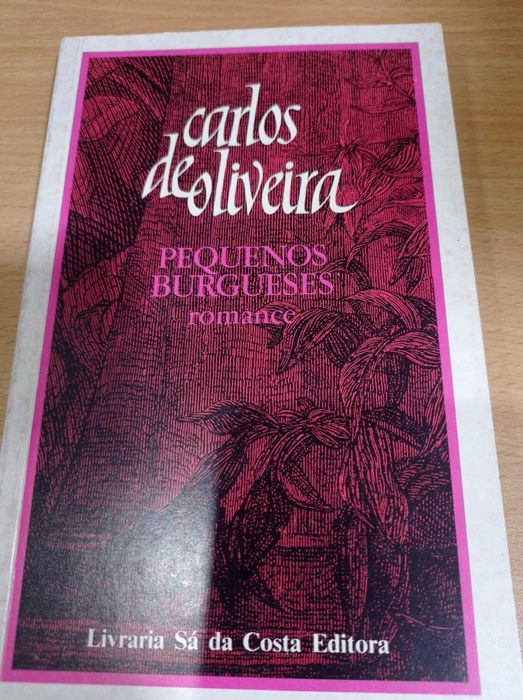 carlos
de oliveira
PEQUENOS
BURGUESES
romance
Livraria Sá da Costa Editora